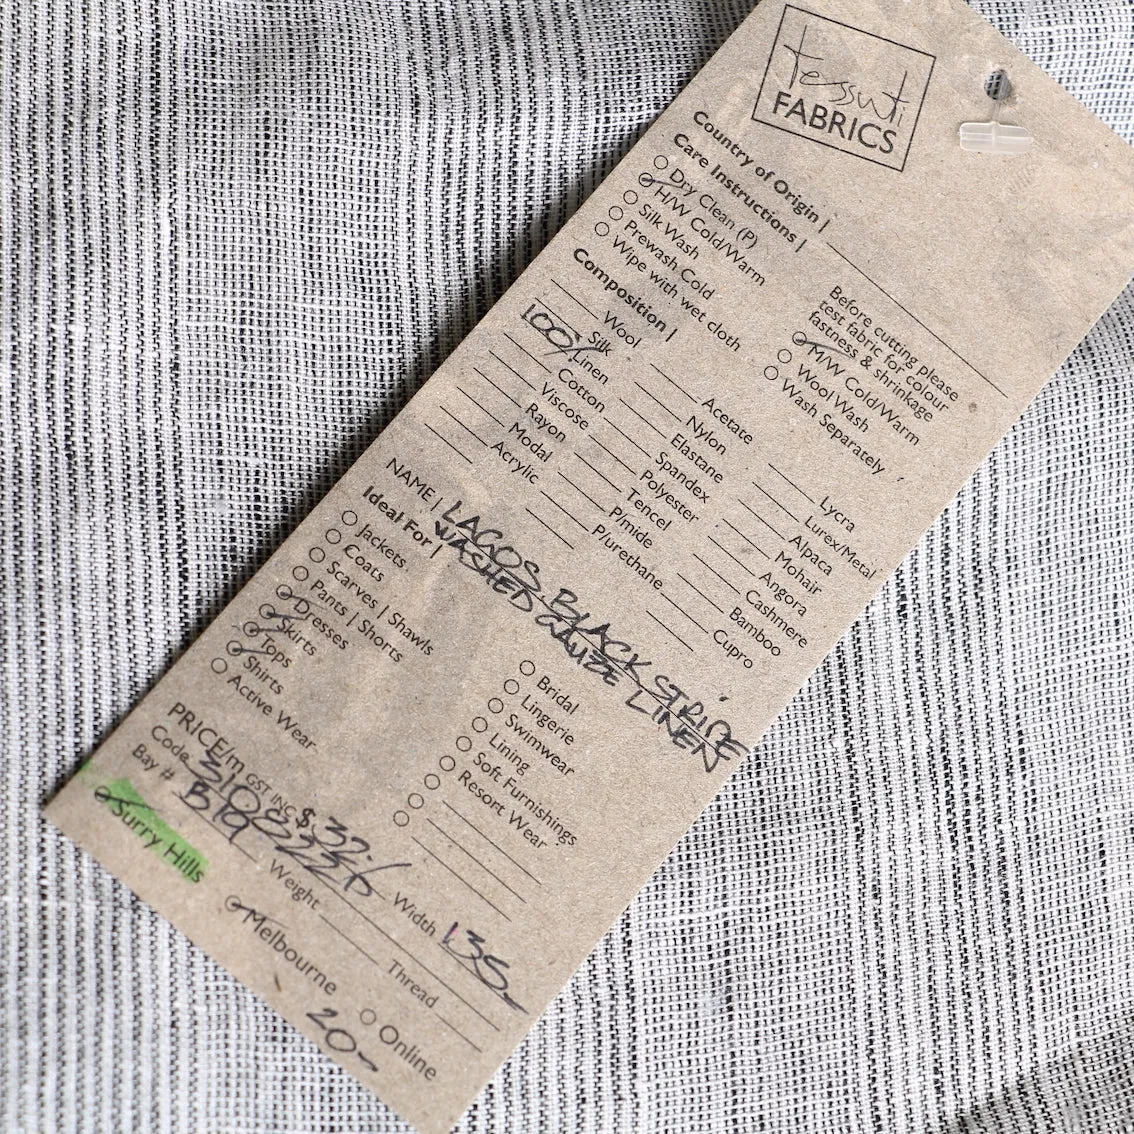 tessuti
FABRICS
Country of Origin |
Care Instructions |
Dry Clean (P)
H/W Cold/Warm
Silk Wash
Prewash Cold
Wipe with wet cloth
Before cutting please
test fabric for colour
fastness & shrinkage
M/W Cold/Warm
Wool Wash
Wash Separately
Composition |
Wool
Silk
100% Linen
Cotton
Viscose
Rayon
Modal
Acrylic
Acetate
Nylon
Elastane
Spandex
Polyester
Tencel
P/mide
P/urethane
Lycra
Lurex/Metal
Alpaca
Mohair
Angora
Cashmere
Bamboo
Cupro
NAME | LAGOS BLACK STRIPE
WASHED GAUZE LINEN
Ideal For |
Jackets
Coats
Scarves | Shawls
Pants | Shorts
Dresses
Skirts
Tops
Shirts
Active Wear
Bridal
Lingerie
Swimwear
Lining
Soft Furnishings
Resort Wear
PRICE/m GST INC $ 32.
Width 135
Code
Weight
Thread
Bay #
Surry Hills
Melbourne
Online
20-